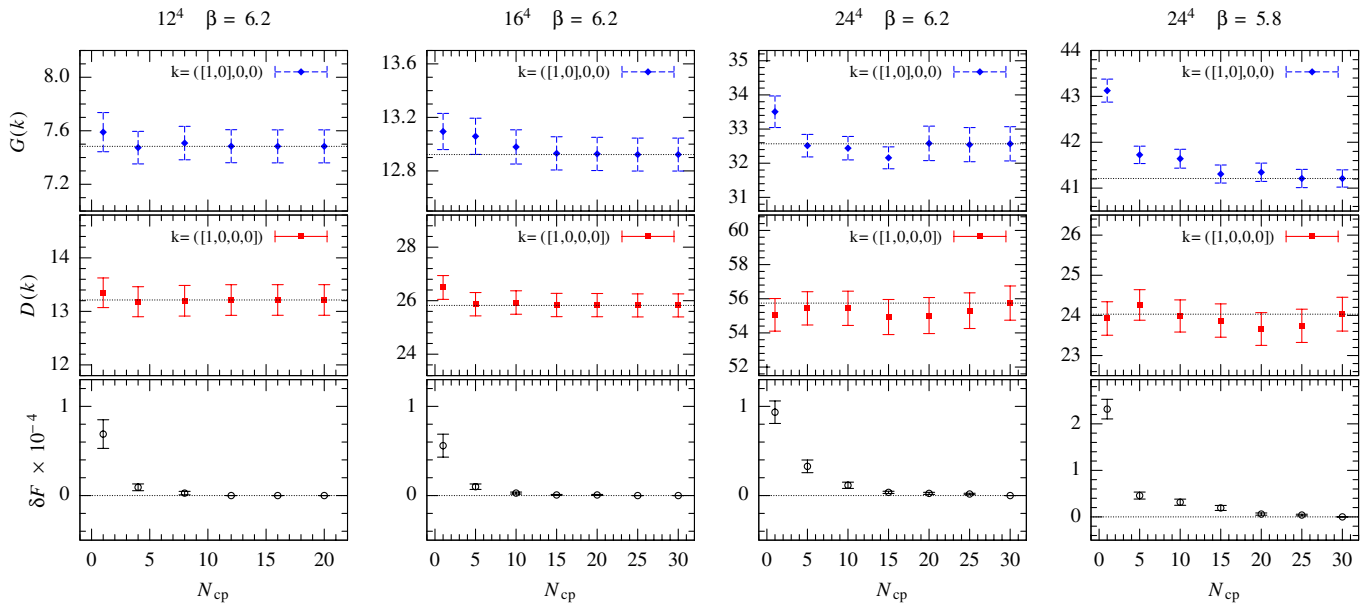 12⁴ β = 6.2 16⁴ β = 6.2 24⁴ β = 6.2 24⁴ β = 5.8
G(k)
8.0
7.6
7.2
k= ([1,0],0,0)
13.6
12.8
k= ([1,0],0,0)
35
34
33
32
31
k= ([1,0],0,0)
44
43
42
41
k= ([1,0],0,0)
D(k)
14
13.2
12
k= ([1,0,0,0])
28
26
24
k= ([1,0,0,0])
60
58
56
54
52
k= ([1,0,0,0])
26
25
24
23
k= ([1,0,0,0])
δF × 10⁻⁴
1
0
1
0
1
0
2
1
0
0 5 10 15 20
0 5 10 15 20 25 30
0 5 10 15 20 25 30
0 5 10 15 20 25 30
N_cp N_cp N_cp N_cp